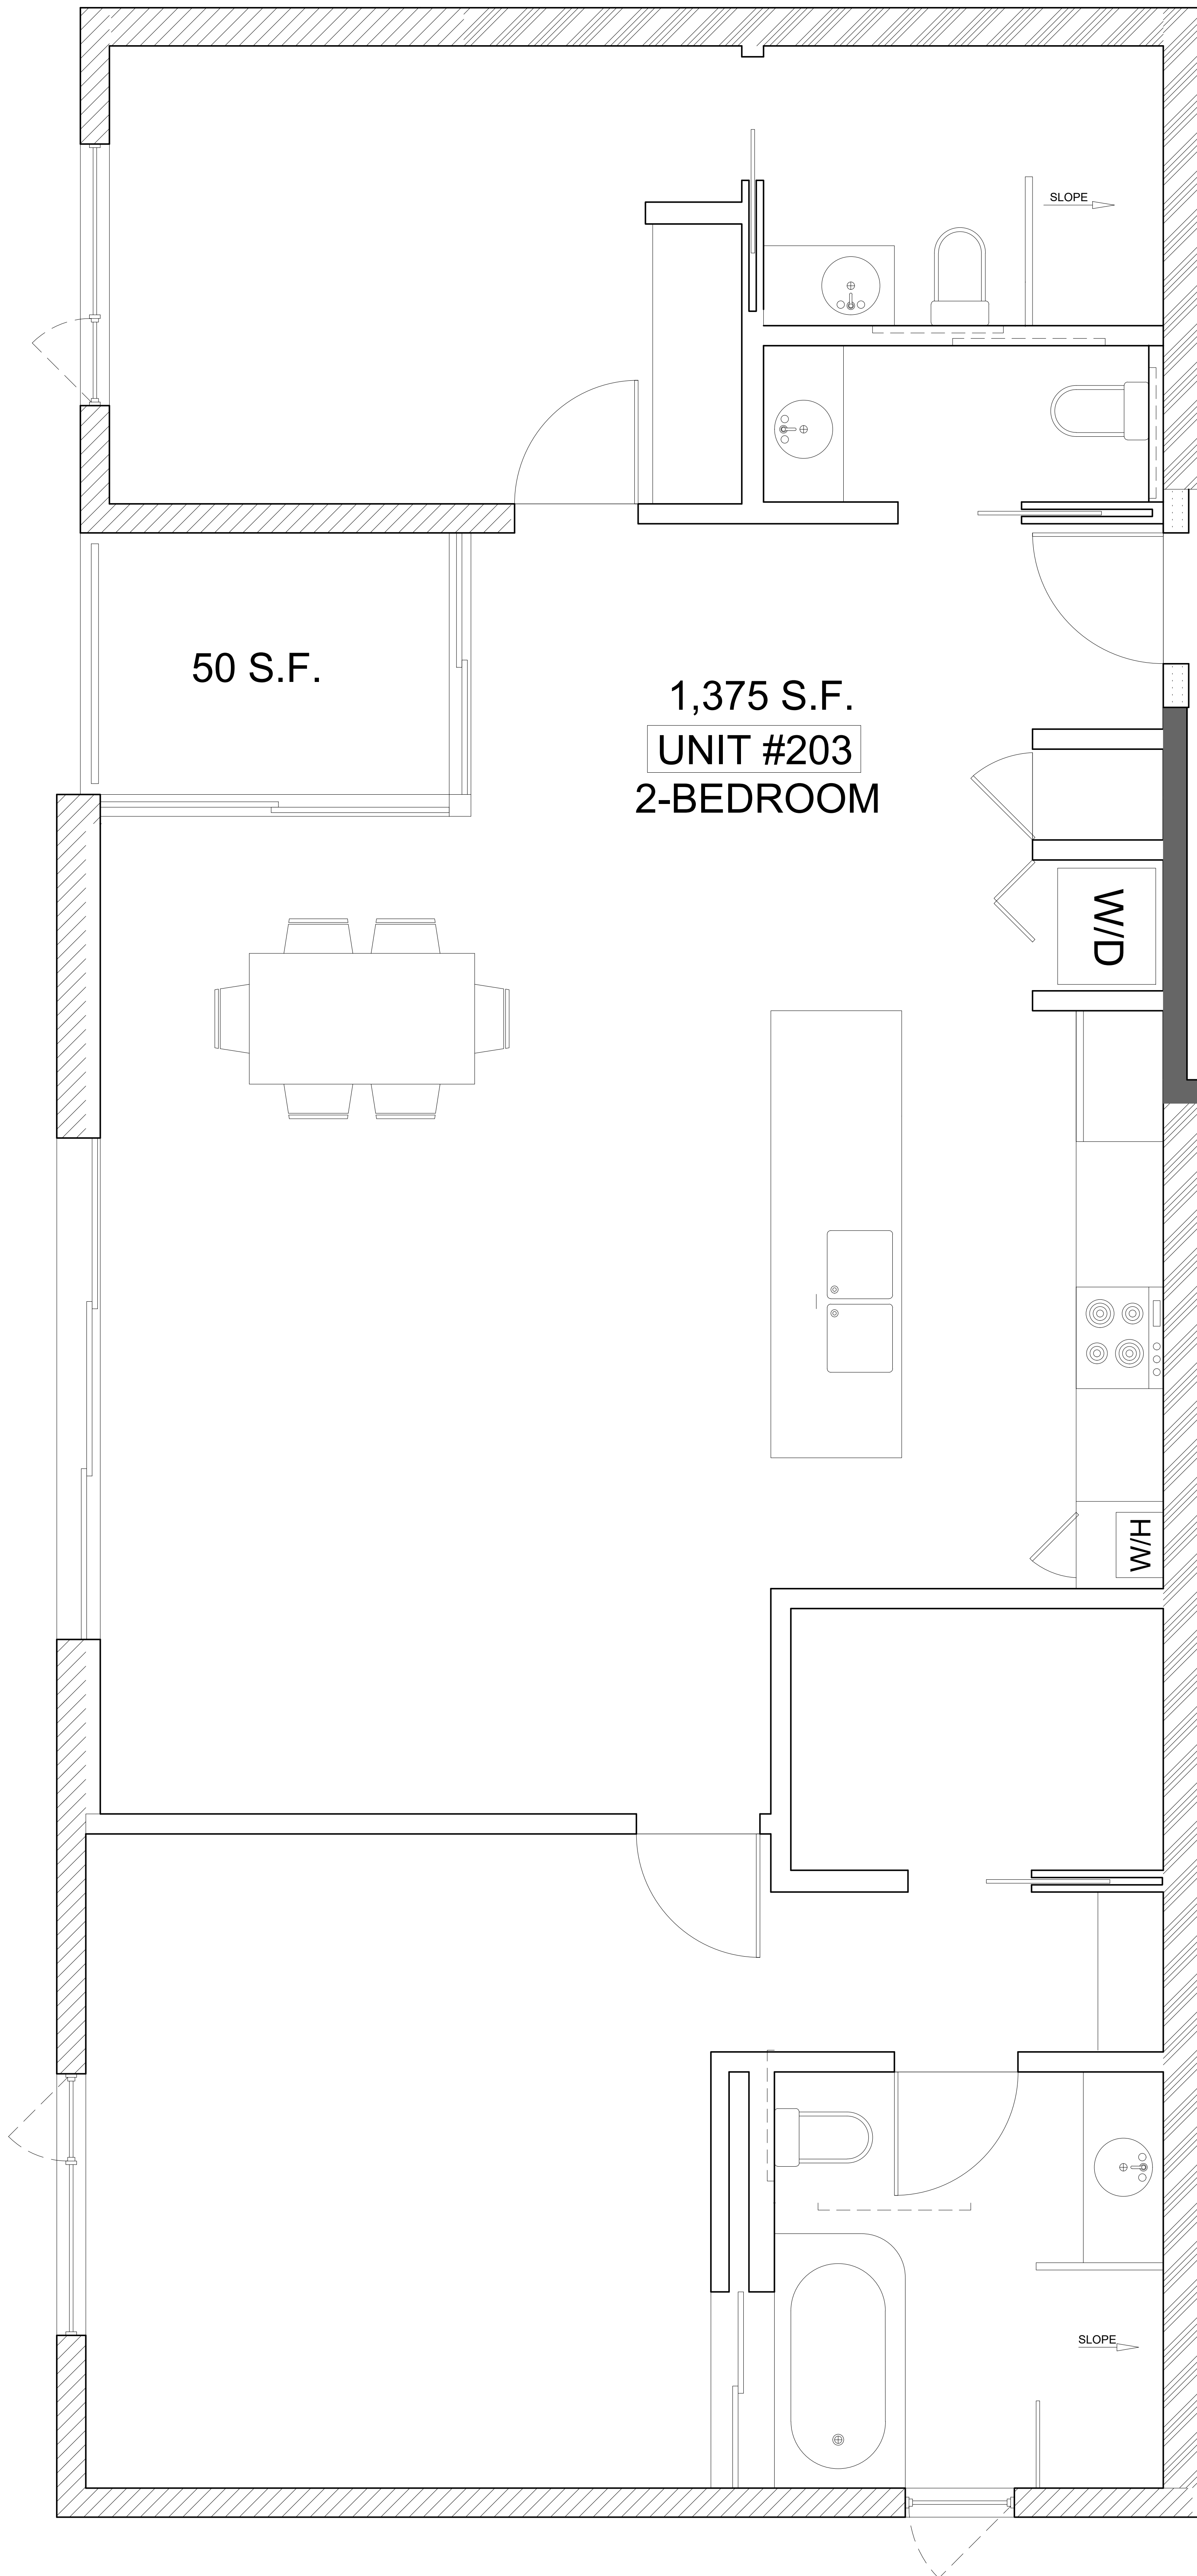 SLOPE
50 S.F.
1,375 S.F.
UNIT #203
2-BEDROOM
W/D
H/W
SLOPE